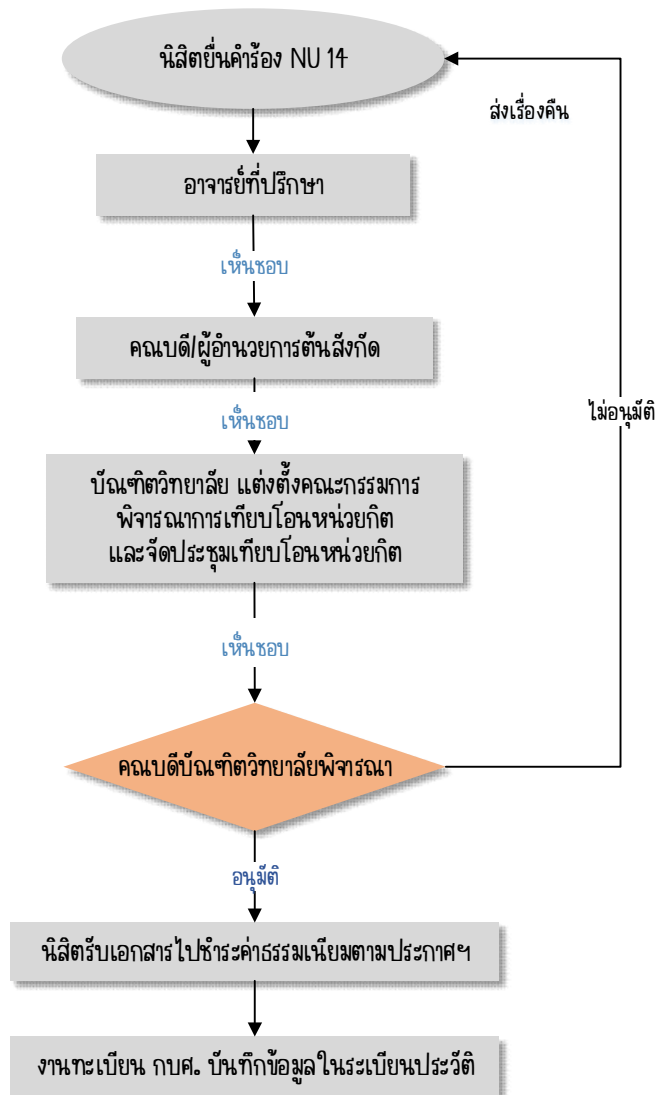 นิสิตยื่นคำร้อง NU 14
ส่งเรื่องคืน
อาจารย์ที่ปรึกษา
เห็นชอบ
คณบดี/ผู้อำนวยการต้นสังกัด
ไม่อนุมัติ
เห็นชอบ
บัณฑิตวิทยาลัย แต่งตั้งคณะกรรมการ
พิจารณาการเทียบโอนหน่วยกิต
และจัดประชุมเทียบโอนหน่วยกิต
เห็นชอบ
คณบดีบัณฑิตวิทยาลัยพิจารณา
อนุมัติ
นิสิตรับเอกสารไปชำระค่าธรรมเนียมตามประกาศฯ
งานทะเบียน กบศ. บันทึกข้อมูลในระเบียนประวัติ